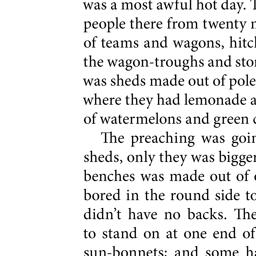 was a most awful hot day. T
people there from twenty m
of teams and wagons, hitc
the wagon-troughs and sto
was sheds made out of pole
where they had lemonade a
of watermelons and green c
The preaching was goin
sheds, only they was bigger
benches was made out of o
bored in the round side to
didn’t have no backs. The
to stand on at one end of
sun-bonnets; and some ha